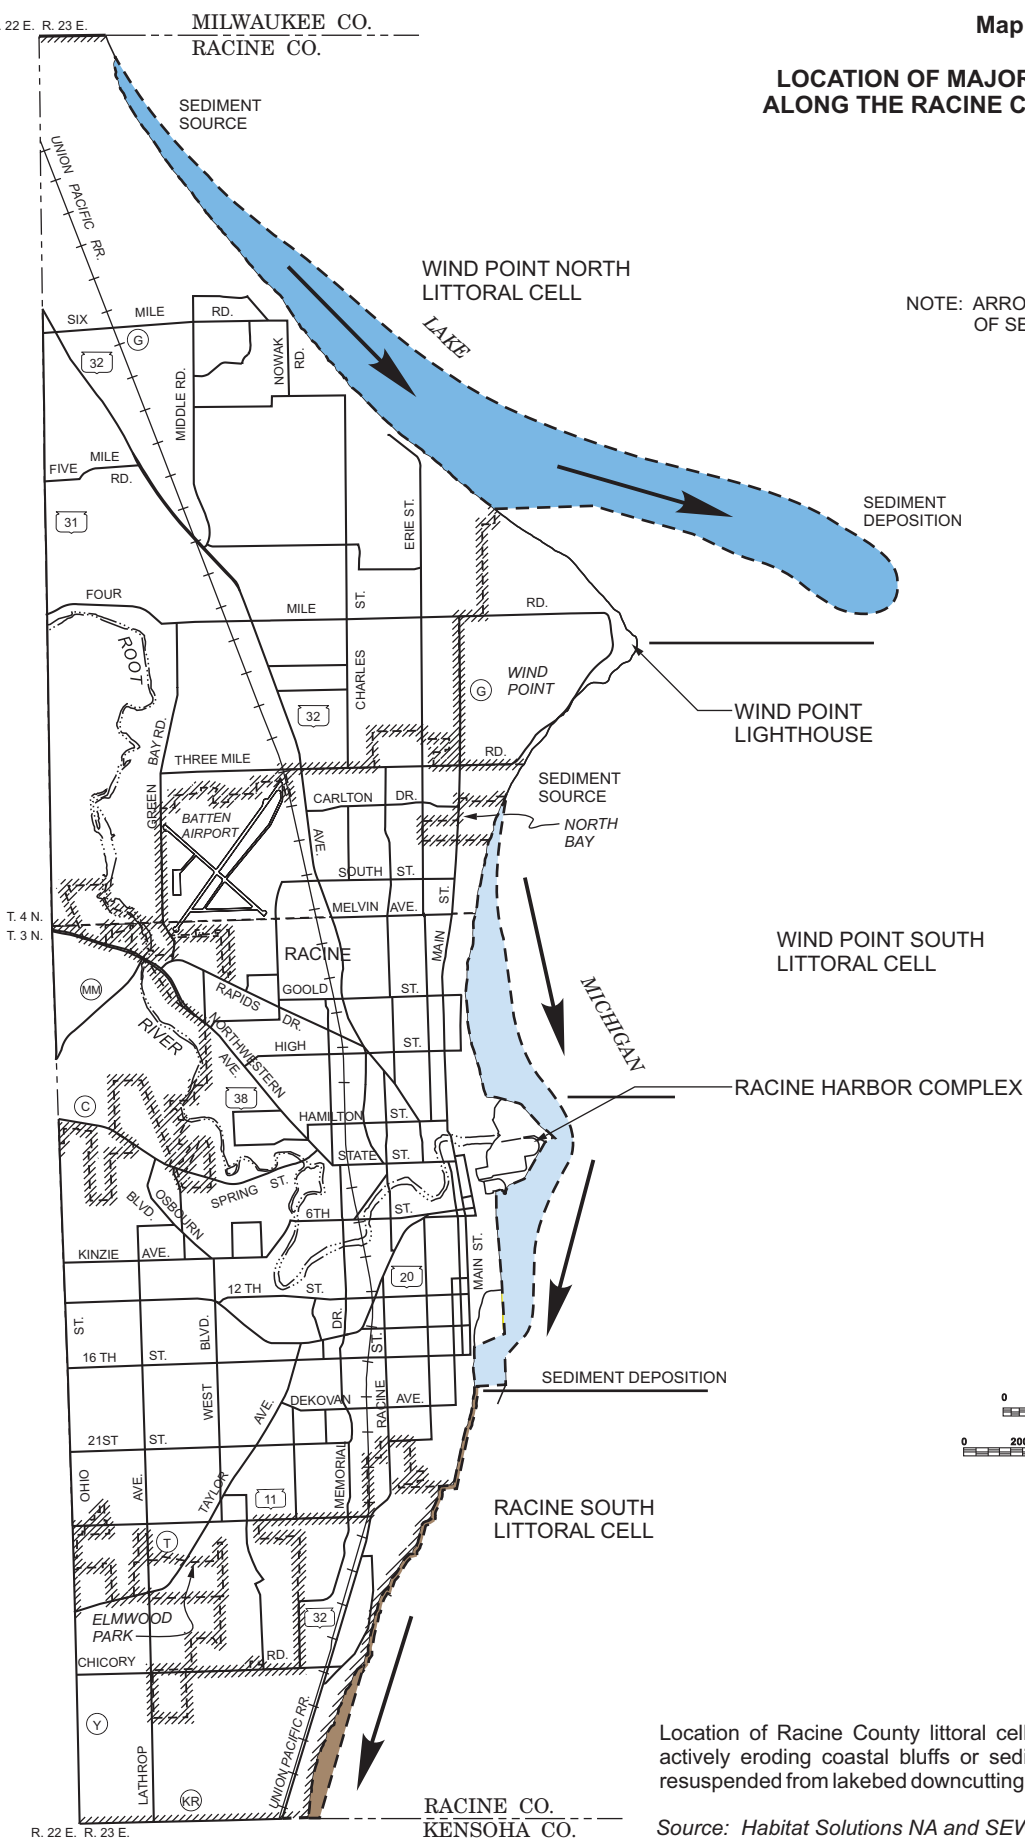 . 22 E. R. 23 E.
MILWAUKEE CO.
RACINE CO.
Map
LOCATION OF MAJOR
ALONG THE RACINE C
SEDIMENT
SOURCE
UNION PACIFIC RR.
WIND POINT NORTH
LITTORAL CELL
LAKE
NOTE: ARRO
OF SE
SIX MILE RD.
G
32
NOWAK RD.
MIDDLE RD.
FIVE MILE RD.
31
ERIE ST.
SEDIMENT
DEPOSITION
FOUR MILE RD.
ROOT
CHARLES ST.
WIND
POINT
G
32
WIND POINT
LIGHTHOUSE
GREEN BAY RD.
THREE MILE RD.
SEDIMENT
SOURCE
CARLTON DR.
BATTEN
AIRPORT
NORTH
BAY
AVE.
SOUTH ST.
MELVIN AVE.
T. 4 N.
T. 3 N.
MAIN ST.
RACINE
WIND POINT SOUTH
LITTORAL CELL
MM
GOOLD ST.
RAPIDS DR.
MICHIGAN
RIVER
NORTHWESTERN AVE.
HIGH ST.
RACINE HARBOR COMPLEX
C
38
HAMILTON ST.
STATE ST.
SPRING ST.
OSBOURN BLVD.
6TH ST.
KINZIE AVE.
MAIN ST.
20
12 TH ST.
ST.
BLVD.
DR.
ST.
16 TH ST.
SEDIMENT DEPOSITION
WEST
AVE.
DEKOVAN AVE.
RACINE
0
21ST ST.
0 200
OHIO
AVE.
TAYLOR
MEMORIAL
11
RACINE SOUTH
LITTORAL CELL
T
ELMWOOD
PARK
32
CHICORY RD.
Y
LATHROP
KR
UNION PACIFIC RR.
Location of Racine County littoral cell
actively eroding coastal bluffs or sedi
resuspended from lakebed downcutting
RACINE CO.
KENSOHA CO.
R. 22 E. R. 23 E.
Source: Habitat Solutions NA and SEW